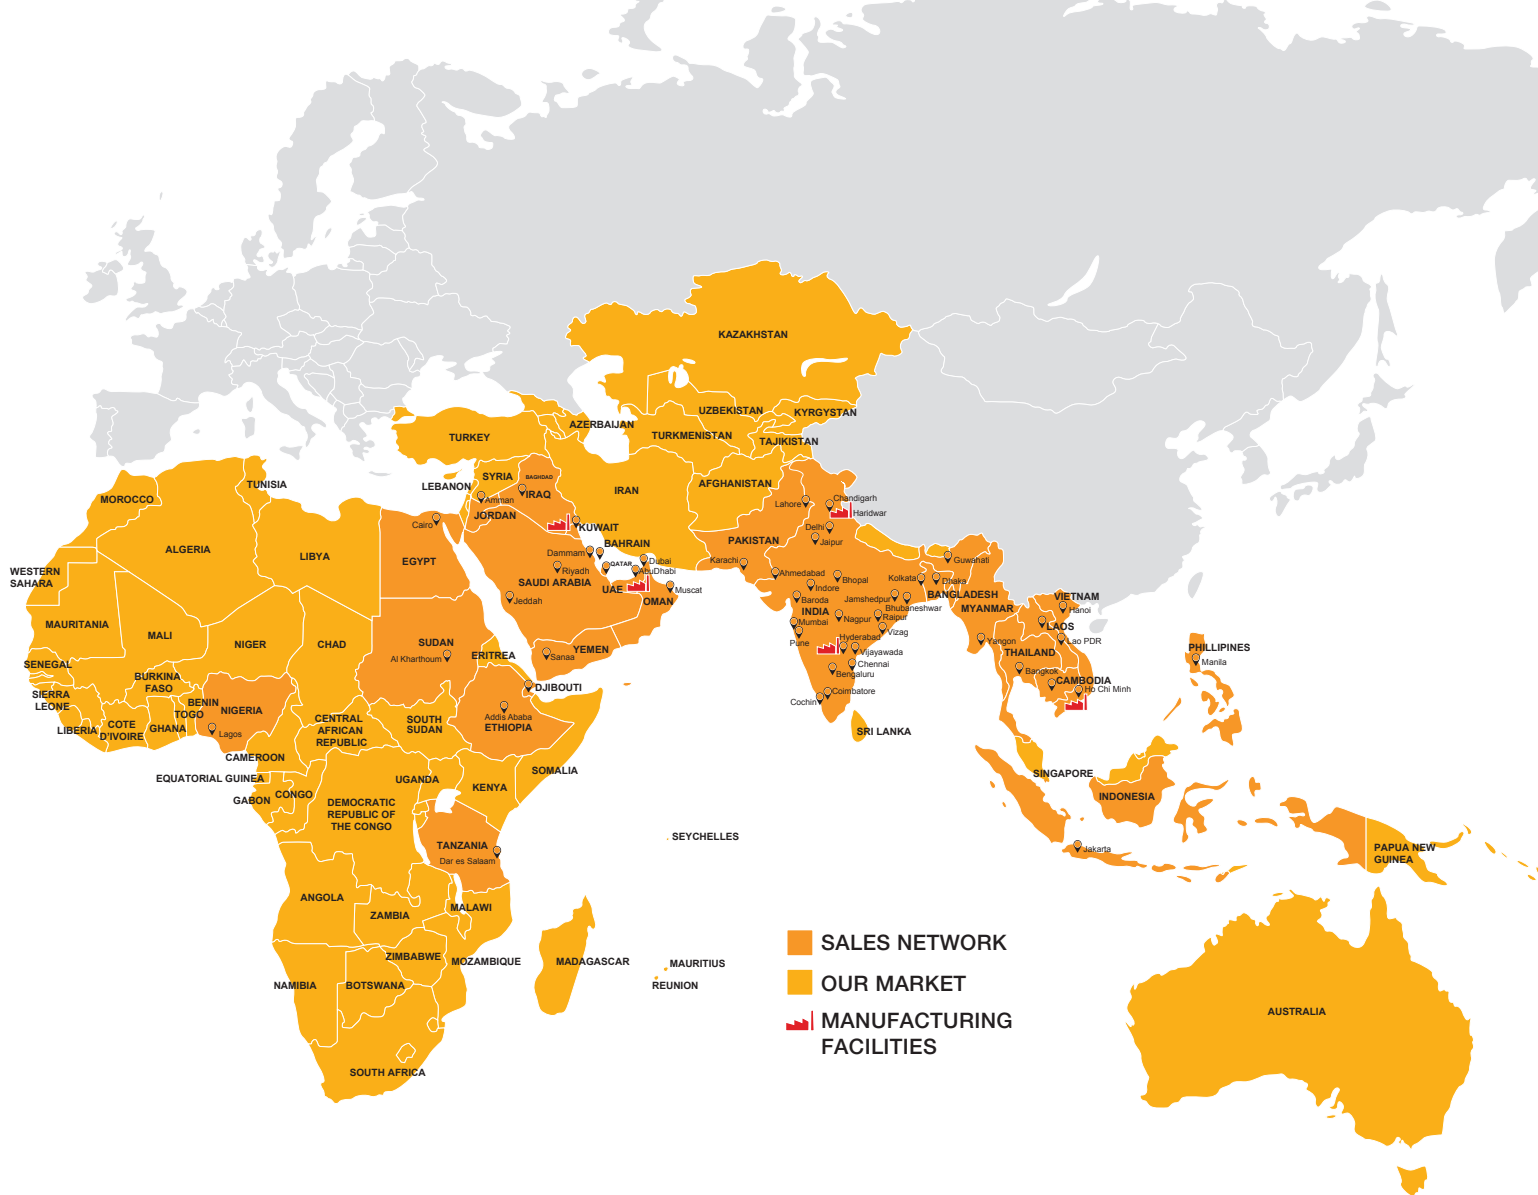 KAZAKHSTAN
UZBEKISTAN
KYRGYSTAN
AZERBAIJAN
TURKMENISTAN
TAJIKISTAN
TURKEY
SYRIA
LEBANON
BAGHDAD
IRAQ
Amman
JORDAN
IRAN
AFGHANISTAN
KUWAIT
BAHRAIN
Dammam
QATAR
Dubai
AbuDhabi
Riyadh
SAUDI ARABIA
UAE
OMAN
Muscat
Jeddah
YEMEN
Sanaa
Lahore
Chandigarh
Haridwar
Delhi
Jaipur
PAKISTAN
Karachi
Ahmedabad
Bhopal
Indore
Baroda
INDIA
Kolkata
Dhaka
Guwahati
Jamshedpur
Bhubaneshwar
BANGLADESH
MYANMAR
Mumbai
Nagpur
Raipur
Vizag
Pune
Hyderabad
Vijayawada
Chennai
Bengaluru
Coimbatore
Cochin
SRI LANKA
VIETNAM
Hanoi
LAOS
Lao PDR
Yangon
THAILAND
Bangkok
CAMBODIA
Ho Chi Minh
PHILLIPINES
Manila
SINGAPORE
INDONESIA
Jakarta
PAPUA NEW
GUINEA
AUSTRALIA
MOROCCO
TUNISIA
ALGERIA
LIBYA
Cairo
EGYPT
WESTERN
SAHARA
MAURITANIA
MALI
NIGER
CHAD
SUDAN
Al Kharthoum
ERITREA
DJIBOUTI
SENEGAL
BURKINA
FASO
SIERRA
LEONE
LIBERIA
COTE
D'IVOIRE
GHANA
TOGO
BENIN
NIGERIA
Lagos
CENTRAL
AFRICAN
REPUBLIC
SOUTH
SUDAN
Addis Ababa
ETHIOPIA
CAMEROON
EQUATORIAL GUINEA
GABON
CONGO
UGANDA
KENYA
SOMALIA
DEMOCRATIC
REPUBLIC OF
THE CONGO
TANZANIA
Dar es Salaam
SEYCHELLES
ANGOLA
ZAMBIA
MALAWI
ZIMBABWE
MOZAMBIQUE
NAMIBIA
BOTSWANA
MADAGASCAR
MAURITIUS
REUNION
SOUTH AFRICA
SALES NETWORK
OUR MARKET
MANUFACTURING
FACILITIES